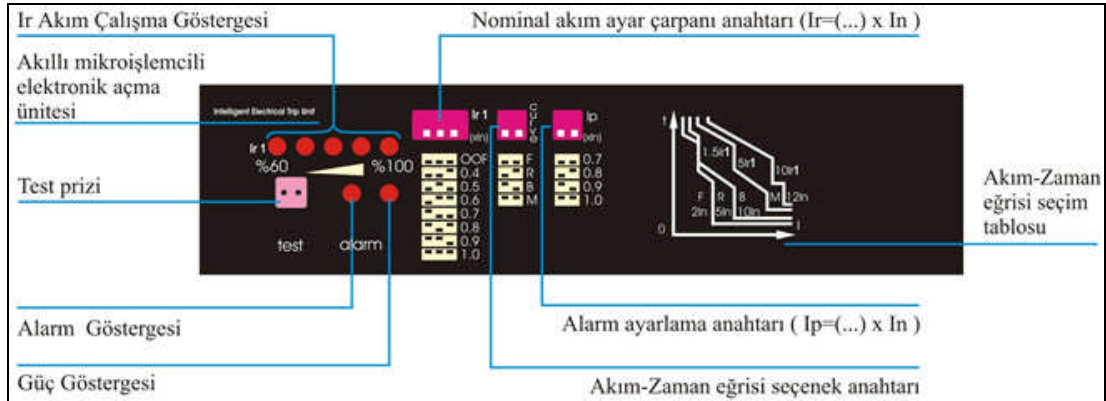 Ir Akım Çalışma Göstergesi
Nominal akım ayar çarpanı anahtarı (Ir=(...) x In )
Akıllı mikroişlemcili
elektronik açma
ünitesi
Intelligent Electrical Trip Unit
Ir 1
%60
%100
Ir 1
(xIn)
curve
Ip
(xIn)
OOF
0.4
0.5
0.6
0.7
0.8
0.9
1.0
F
R
B
M
0.7
0.8
0.9
1.0
t
1.5Ir1
5Ir1
10Ir1
F R B M 12In
2In 5In 10In
0
I
Test prizi
test
alarm
Akım-Zaman
eğrisi seçim
tablosu
Alarm Göstergesi
Alarm ayarlama anahtarı ( Ip=(...) x In )
Güç Göstergesi
Akım-Zaman eğrisi seçenek anahtarı